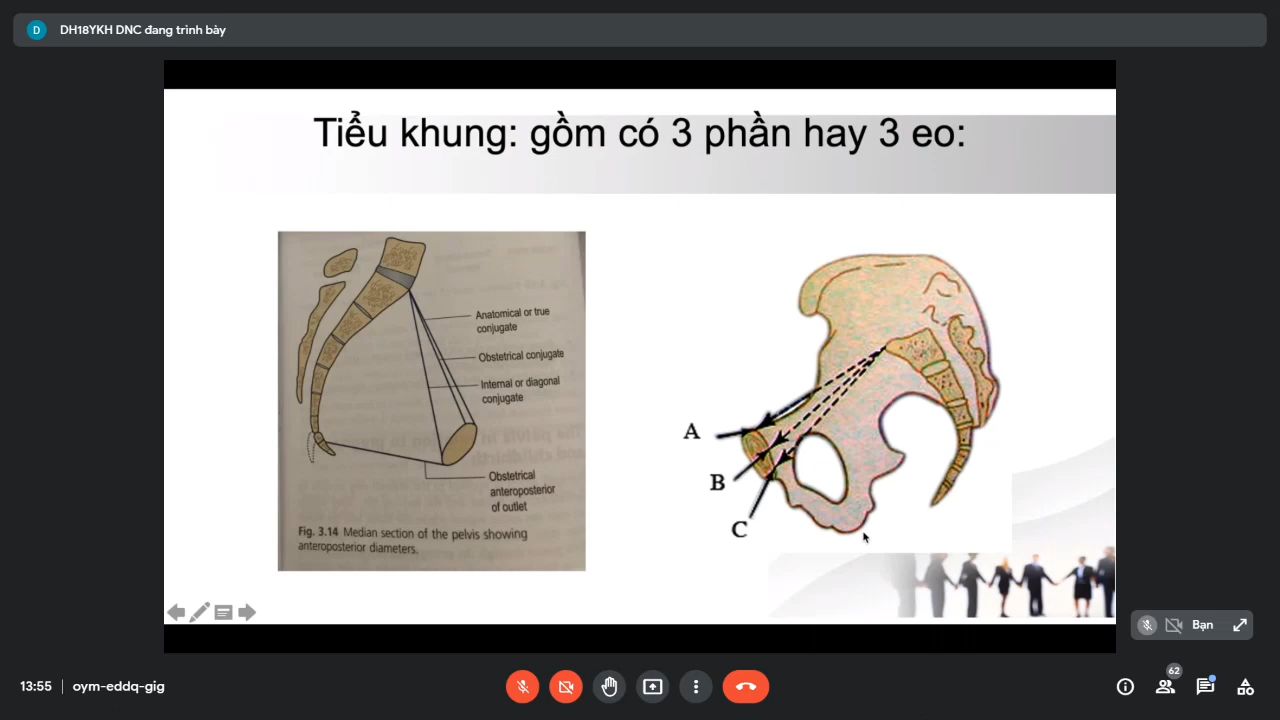 D DH18YKH DNC đang trình bày
Tiểu khung: gồm có 3 phần hay 3 eo:
Anatomical or true
conjugate
Obstetrical conjugate
Internal or diagonal
conjugate
Obstetrical
anteroposterior
of outlet
Fig. 3.14 Median section of the pelvis showing
anteroposterior diameters.
A
B
C
Bạn
13:55 oym-eddq-gig
62